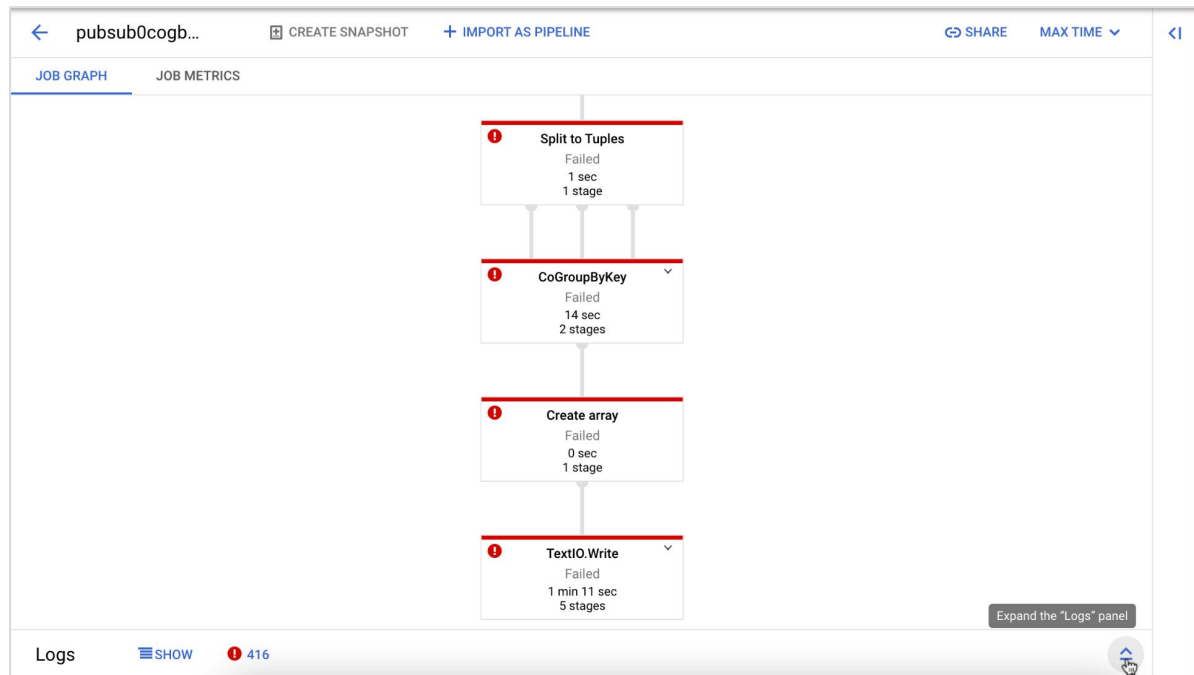 pubsub0cogb...
CREATE SNAPSHOT
IMPORT AS PIPELINE
SHARE
MAX TIME
JOB GRAPH
JOB METRICS
Split to Tuples
Failed
1 sec
1 stage
CoGroupByKey
Failed
14 sec
2 stages
Create array
Failed
0 sec
1 stage
TextIO.Write
Failed
1 min 11 sec
5 stages
Expand the "Logs" panel
Logs
SHOW
416